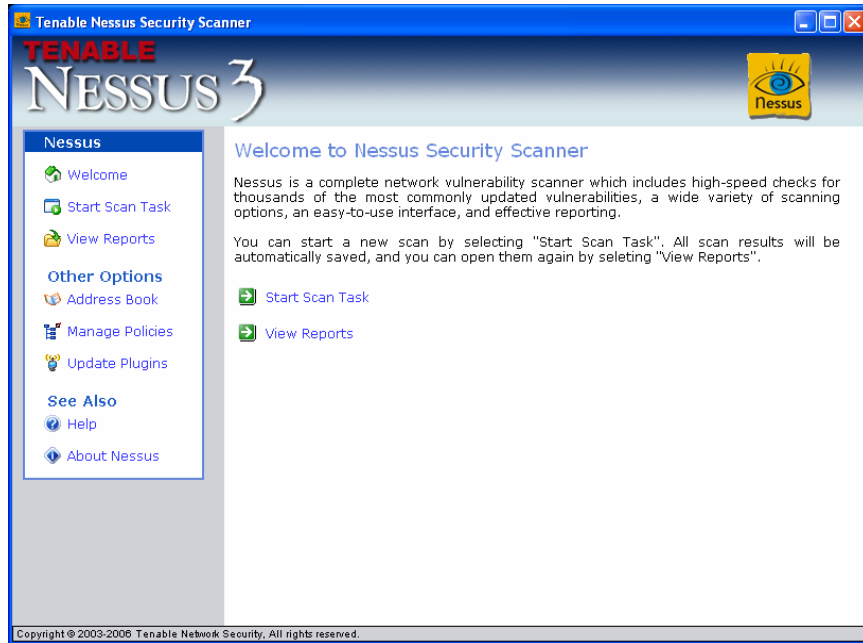 Tenable Nessus Security Scanner
TENABLE
NESSUS 3
nessus
Nessus
Welcome
Start Scan Task
View Reports
Other Options
Address Book
Manage Policies
Update Plugins
See Also
Help
About Nessus
Welcome to Nessus Security Scanner
Nessus is a complete network vulnerability scanner which includes high-speed checks for
thousands of the most commonly updated vulnerabilities, a wide variety of scanning
options, an easy-to-use interface, and effective reporting.
You can start a new scan by selecting "Start Scan Task". All scan results will be
automatically saved, and you can open them again by seleting "View Reports".
Start Scan Task
View Reports
Copyright © 2003-2006 Tenable Network Security, All rights reserved.